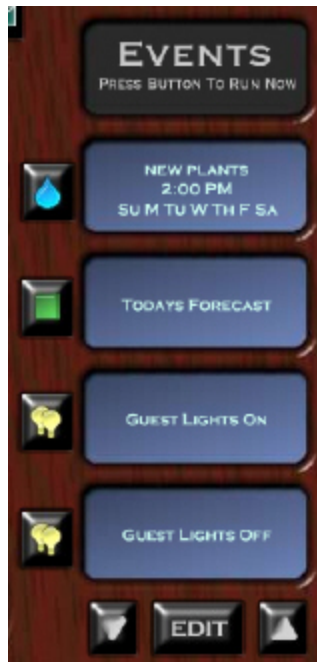 EVENTS
PRESS BUTTON TO RUN NOW
NEW PLANTS
2:00 PM
SU M TU W TH F SA
TODAYS FORECAST
GUEST LIGHTS ON
GUEST LIGHTS OFF
EDIT